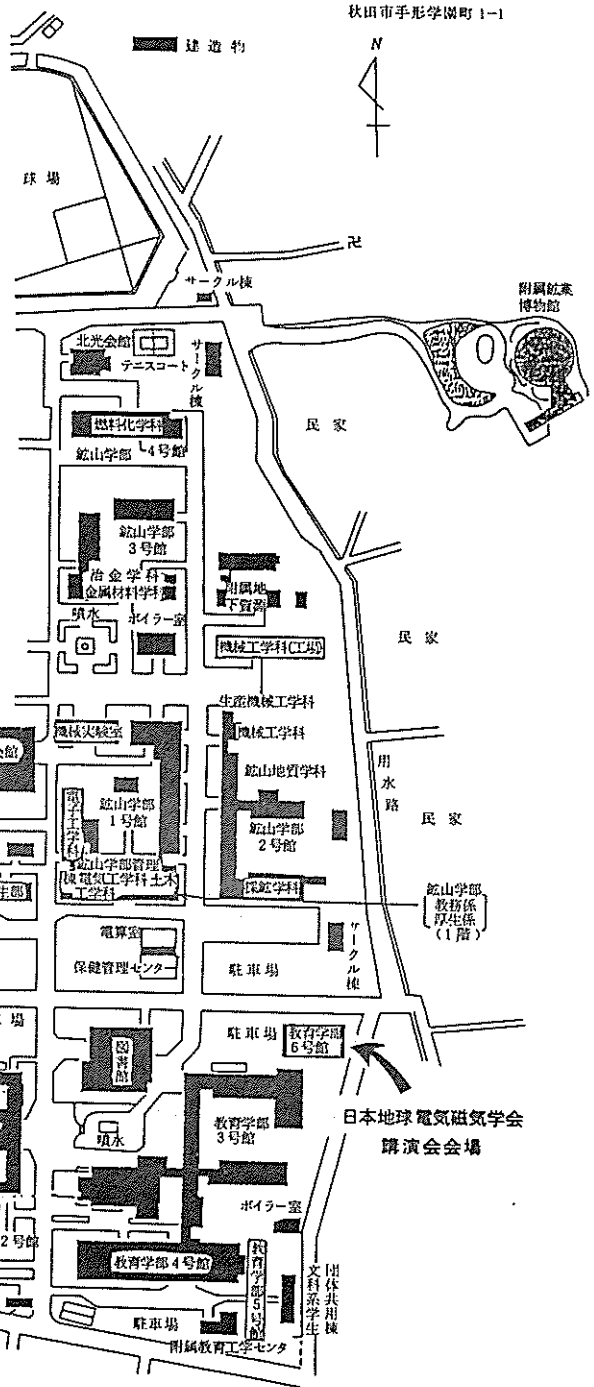 秋田市手形学園町 1-1
建造物
N
球場
卍
サークル棟
附属鉱業
博物館
北光会館
テニスコート
サークル棟
民家
燃料化学科
鉱山学部
4号館
鉱山学部
3号館
冶金学科
金属材料学科
附属地
下資源
噴水
ボイラー室
機械工学科(工場)
民家
生産機械工学科
機械実験室
機械工学科
会館
鉱山地質学科
用水路
電子工学科
鉱山学部
1号館
鉱山学部
2号館
民家
鉱山学部管理
棟電気工学科土木
工学科
生部
採鉱学科
鉱山学部
教務係
厚生係
(1階)
電算室
サークル棟
保健管理センター
駐車場
場
駐車場
教育学部
6号館
図書館
日本地球電気磁気学会
講演会会場
教育学部
3号館
噴水
ボイラー室
2号館
教育学部4号館
教育学部5号館
団体共用棟
文科系学生
駐車場
附属教育工学センタ